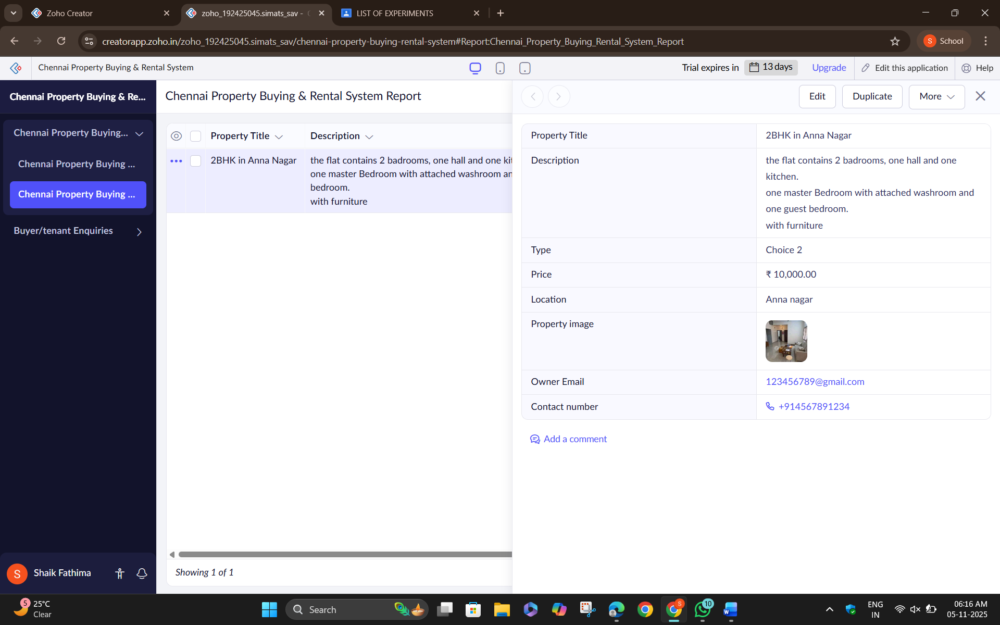 Zoho Creator
zoho_192425045.simats_sav -
LIST OF EXPERIMENTS
creatorapp.zoho.in/zoho_192425045.simats_sav/chennai-property-buying-rental-system#Report:Chennai_Property_Buying_Rental_System_Report
S School
Chennai Property Buying & Rental System
Trial expires in 13 days
Upgrade
Edit this application
Help
Chennai Property Buying & Re...
Chennai Property Buying...
Chennai Property Buying ...
Chennai Property Buying ...
Buyer/tenant Enquiries
S Shaik Fathima
Chennai Property Buying & Rental System Report
Property Title Description
2BHK in Anna Nagar the flat contains 2 badrooms, one hall and one kit
one master Bedroom with attached washroom an
bedroom.
with furniture
Showing 1 of 1
Edit Duplicate More
Property Title 2BHK in Anna Nagar
Description the flat contains 2 badrooms, one hall and one
kitchen.
one master Bedroom with attached washroom and
one guest bedroom.
with furniture
Type Choice 2
Price ₹ 10,000.00
Location Anna nagar
Property image
Owner Email 123456789@gmail.com
Contact number +914567891234
Add a comment
5 25°C
Clear
Search
S
10
W
ENG
IN
06:16 AM
05-11-2025